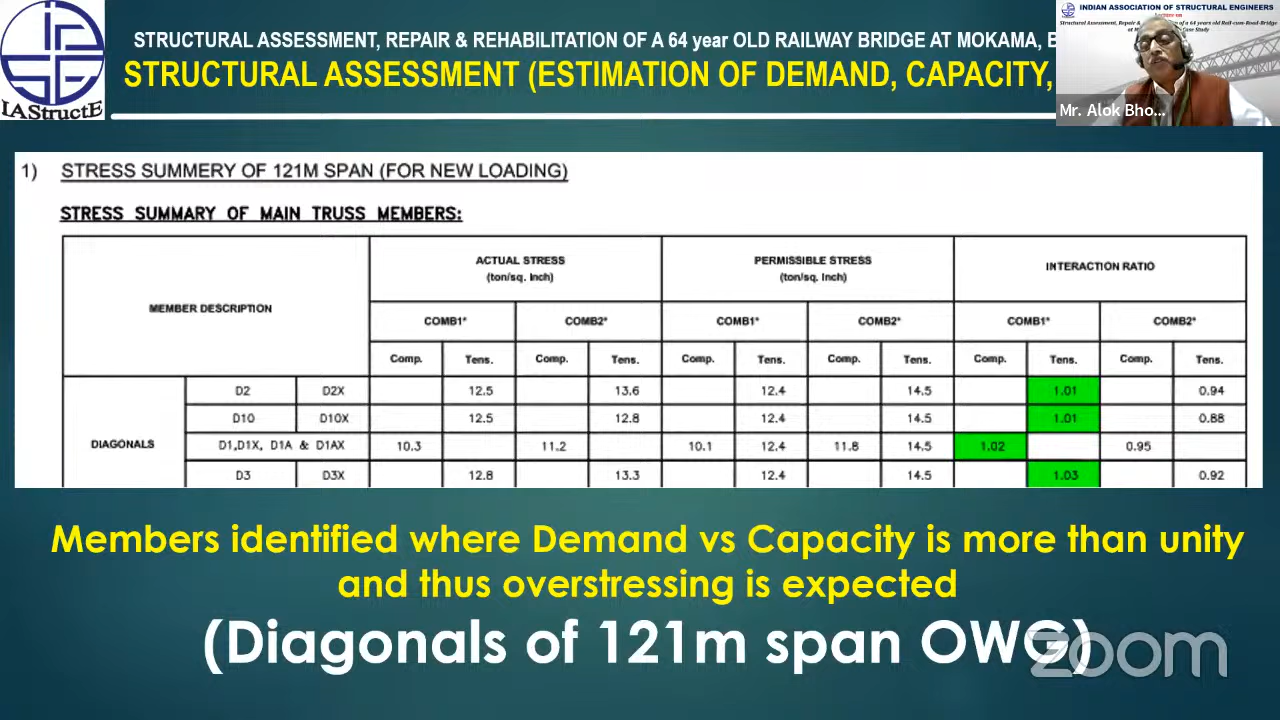 STRUCTURAL ASSESSMENT, REPAIR & REHABILITATION OF A 64 year OLD RAILWAY BRIDGE AT MOKAMA, B
STRUCTURAL ASSESSMENT (ESTIMATION OF DEMAND, CAPACITY,
IAStructE
INDIAN ASSOCIATION OF STRUCTURAL ENGINEERS
Lecture on
Structural Assessment, Repair & of a 64 years old Rail-cum-Road-Bridge
at M Case Study
Mr. Alok Bho...
1) STRESS SUMMERY OF 121M SPAN (FOR NEW LOADING)
STRESS SUMMARY OF MAIN TRUSS MEMBERS:
MEMBER DESCRIPTION ACTUAL STRESS (ton/sq. Inch) PERMISSIBLE STRESS (ton/sq. Inch) INTERACTION RATIO
COMB1* COMB2* COMB1* COMB2* COMB1* COMB2*
Comp. Tens. Comp. Tens. Comp. Tens. Comp. Tens. Comp. Tens. Comp. Tens.
DIAGONALS
D2 D2X 12.5 13.6 12.4 14.5 1.01 0.94
D10 D10X 12.5 12.8 12.4 14.5 1.01 0.88
D1,D1X, D1A & D1AX 10.3 11.2 10.1 12.4 11.8 14.5 1.02 0.95
D3 D3X 12.8 13.3 12.4 14.5 1.03 0.92
Members identified where Demand vs Capacity is more than unity
and thus overstressing is expected
(Diagonals of 121m span OWG)
zoom